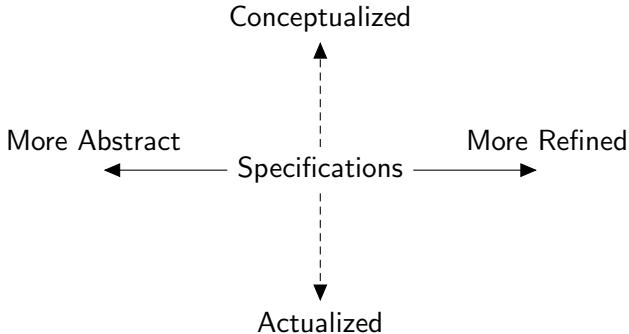 Conceptualized
More Abstract
More Refined
Specifications
Actualized